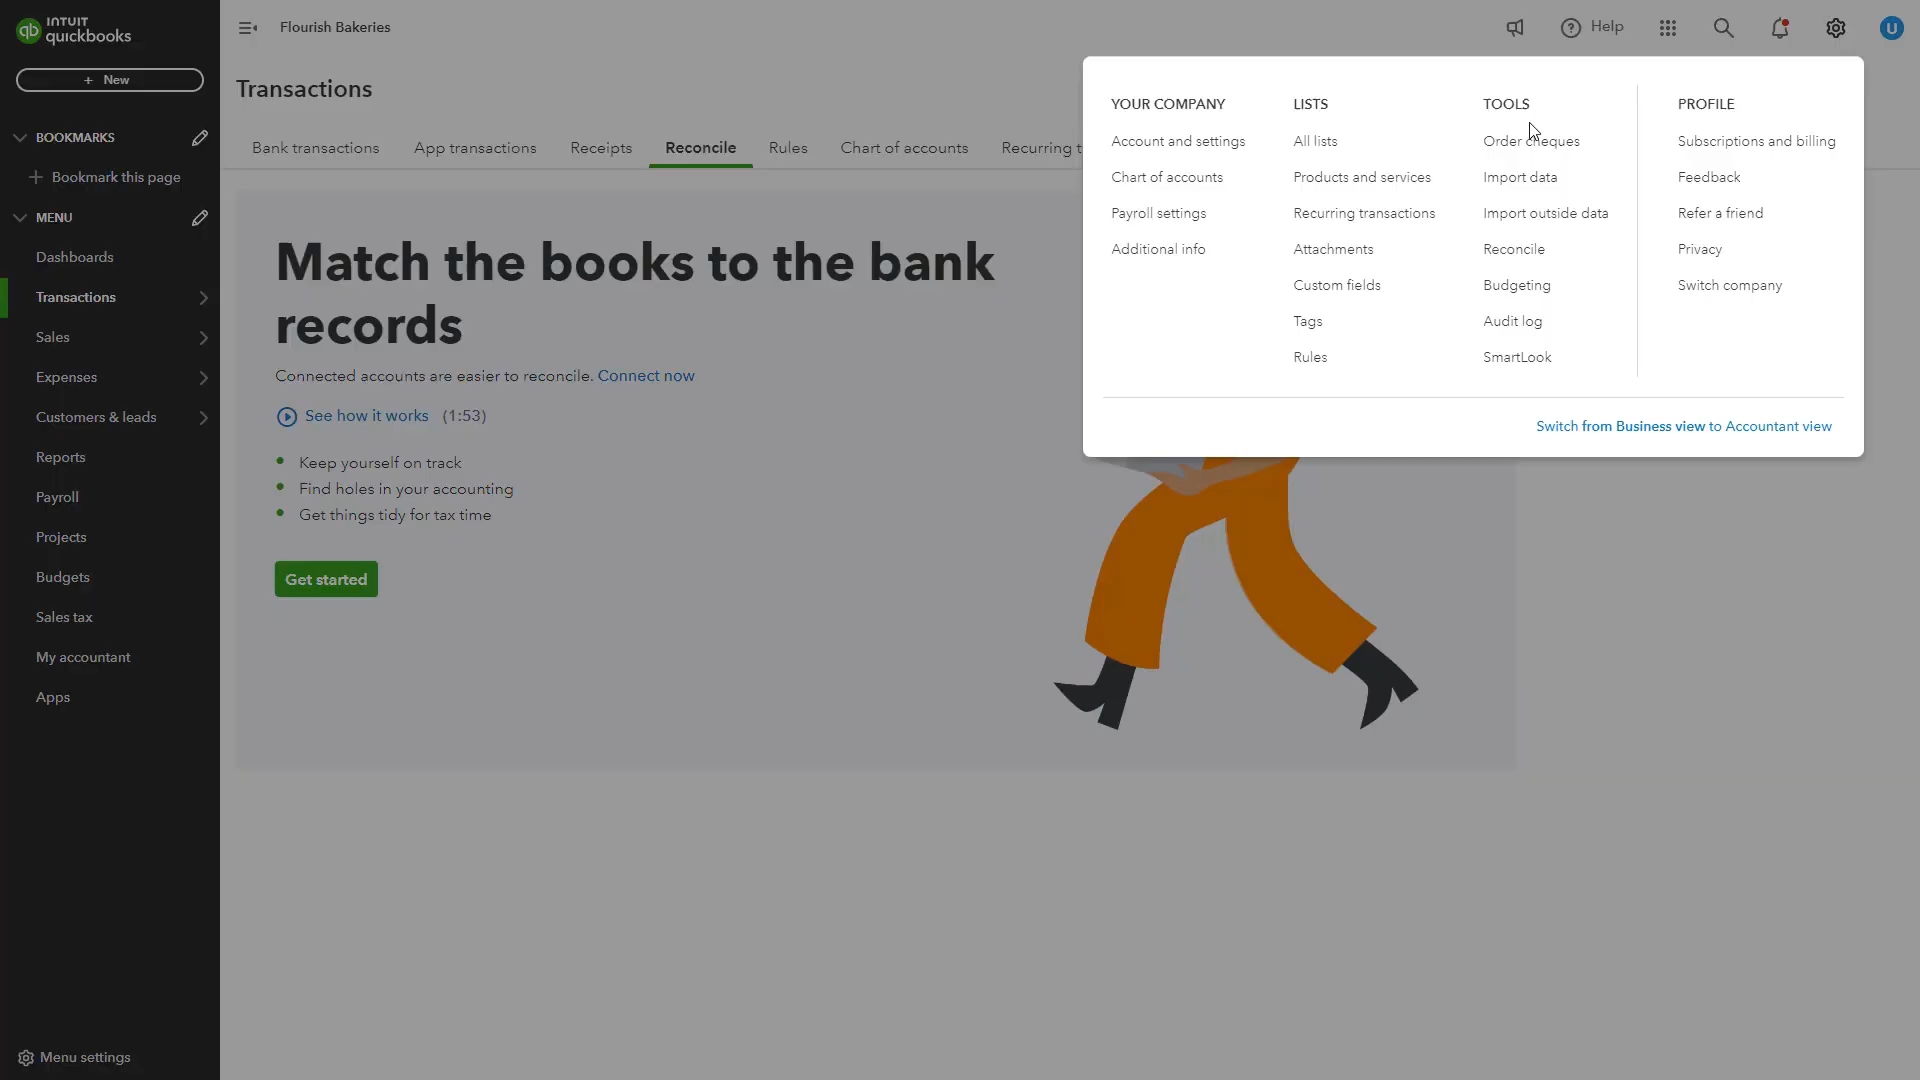 INTUIT
quickbooks
+ New
BOOKMARKS
Bookmark this page
MENU
Dashboards
Transactions
Sales
Expenses
Customers & leads
Reports
Payroll
Projects
Budgets
Sales tax
My accountant
Apps
Menu settings
Flourish Bakeries
Help
U
Transactions
Bank transactions
App transactions
Receipts
Reconcile
Rules
Chart of accounts
Recurring t
Match the books to the bank
records
Connected accounts are easier to reconcile. Connect now
See how it works (1:53)
Keep yourself on track
Find holes in your accounting
Get things tidy for tax time
Get started
YOUR COMPANY
Account and settings
Chart of accounts
Payroll settings
Additional info
LISTS
All lists
Products and services
Recurring transactions
Attachments
Custom fields
Tags
Rules
TOOLS
Order cheques
Import data
Import outside data
Reconcile
Budgeting
Audit log
SmartLook
PROFILE
Subscriptions and billing
Feedback
Refer a friend
Privacy
Switch company
Switch from Business view to Accountant view